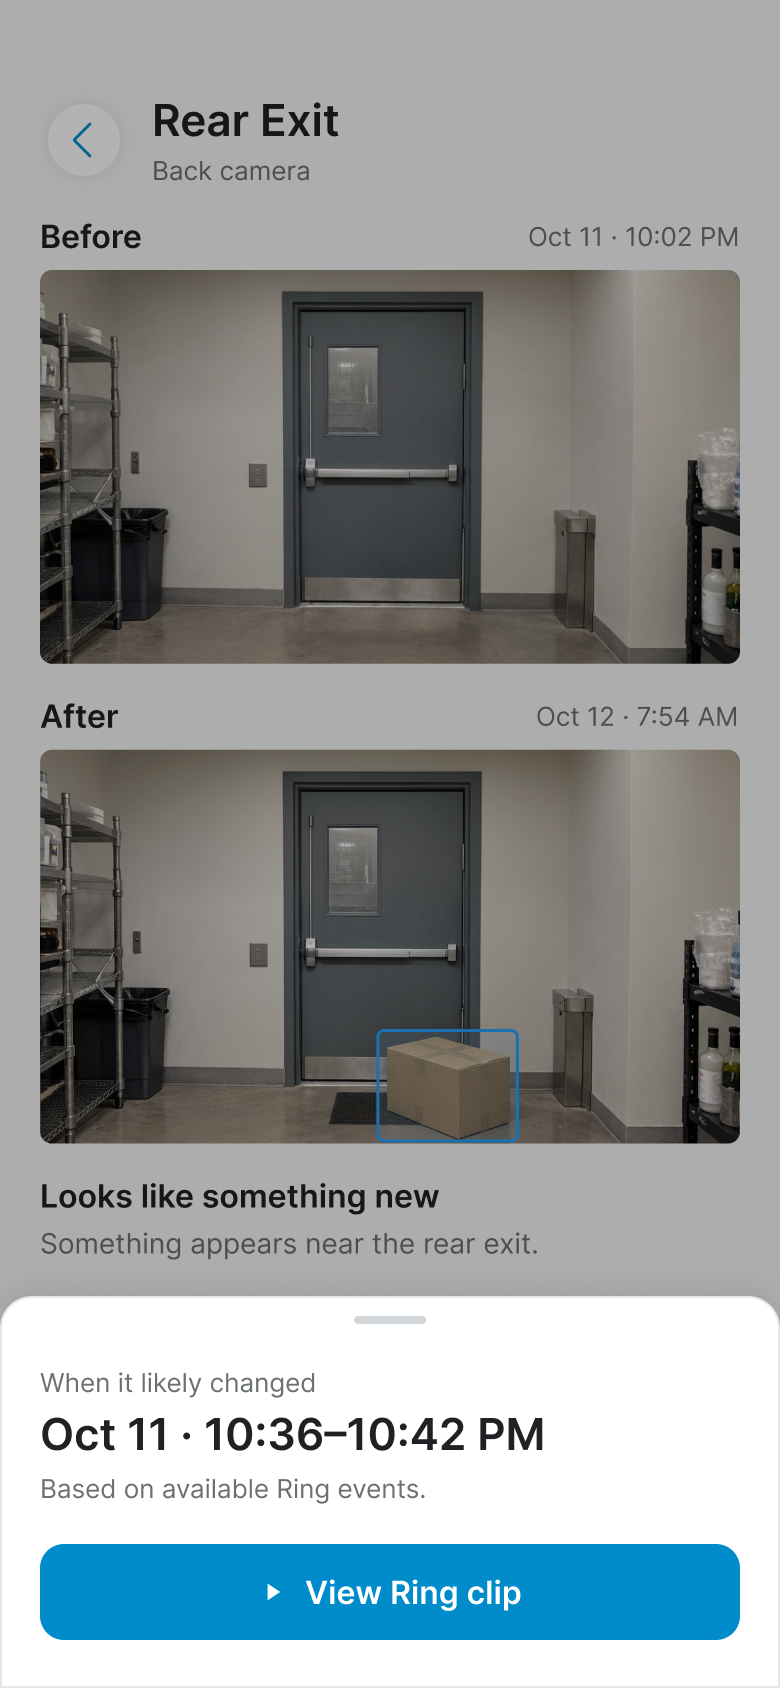 Rear Exit
Back camera
Before
Oct 11 · 10:02 PM
After
Oct 12 · 7:54 AM
Looks like something new
Something appears near the rear exit.
When it likely changed
Oct 11 · 10:36–10:42 PM
Based on available Ring events.
View Ring clip